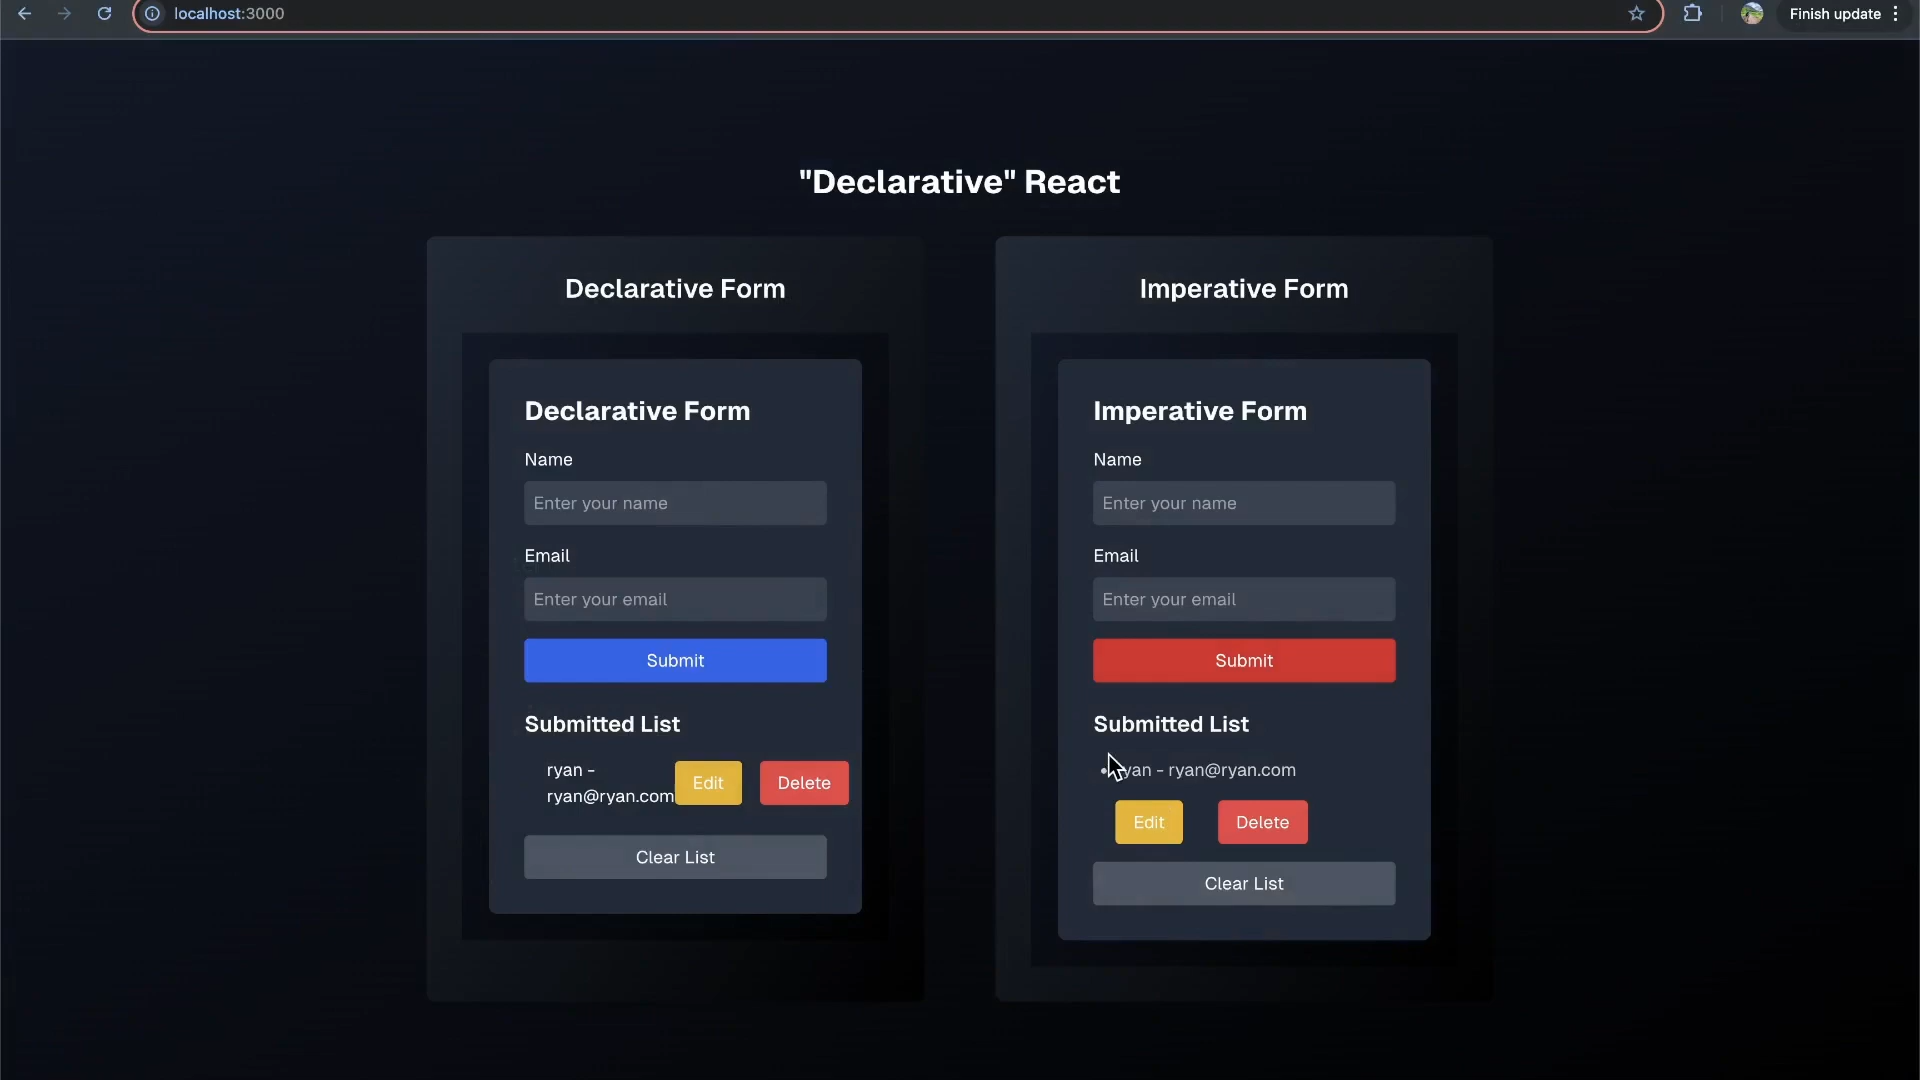 localhost:3000
Finish update
"Declarative" React
Declarative Form
Declarative Form
Name
Enter your name
Email
Enter your email
Submit
Submitted List
ryan -
ryan@ryan.com
Edit
Delete
Clear List
Imperative Form
Imperative Form
Name
Enter your name
Email
Enter your email
Submit
Submitted List
ryan - ryan@ryan.com
Edit
Delete
Clear List